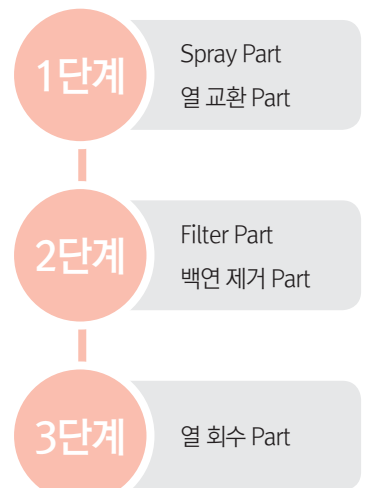 1단계
Spray Part
열 교환 Part
2단계
Filter Part
백연 제거 Part
3단계
열 회수 Part